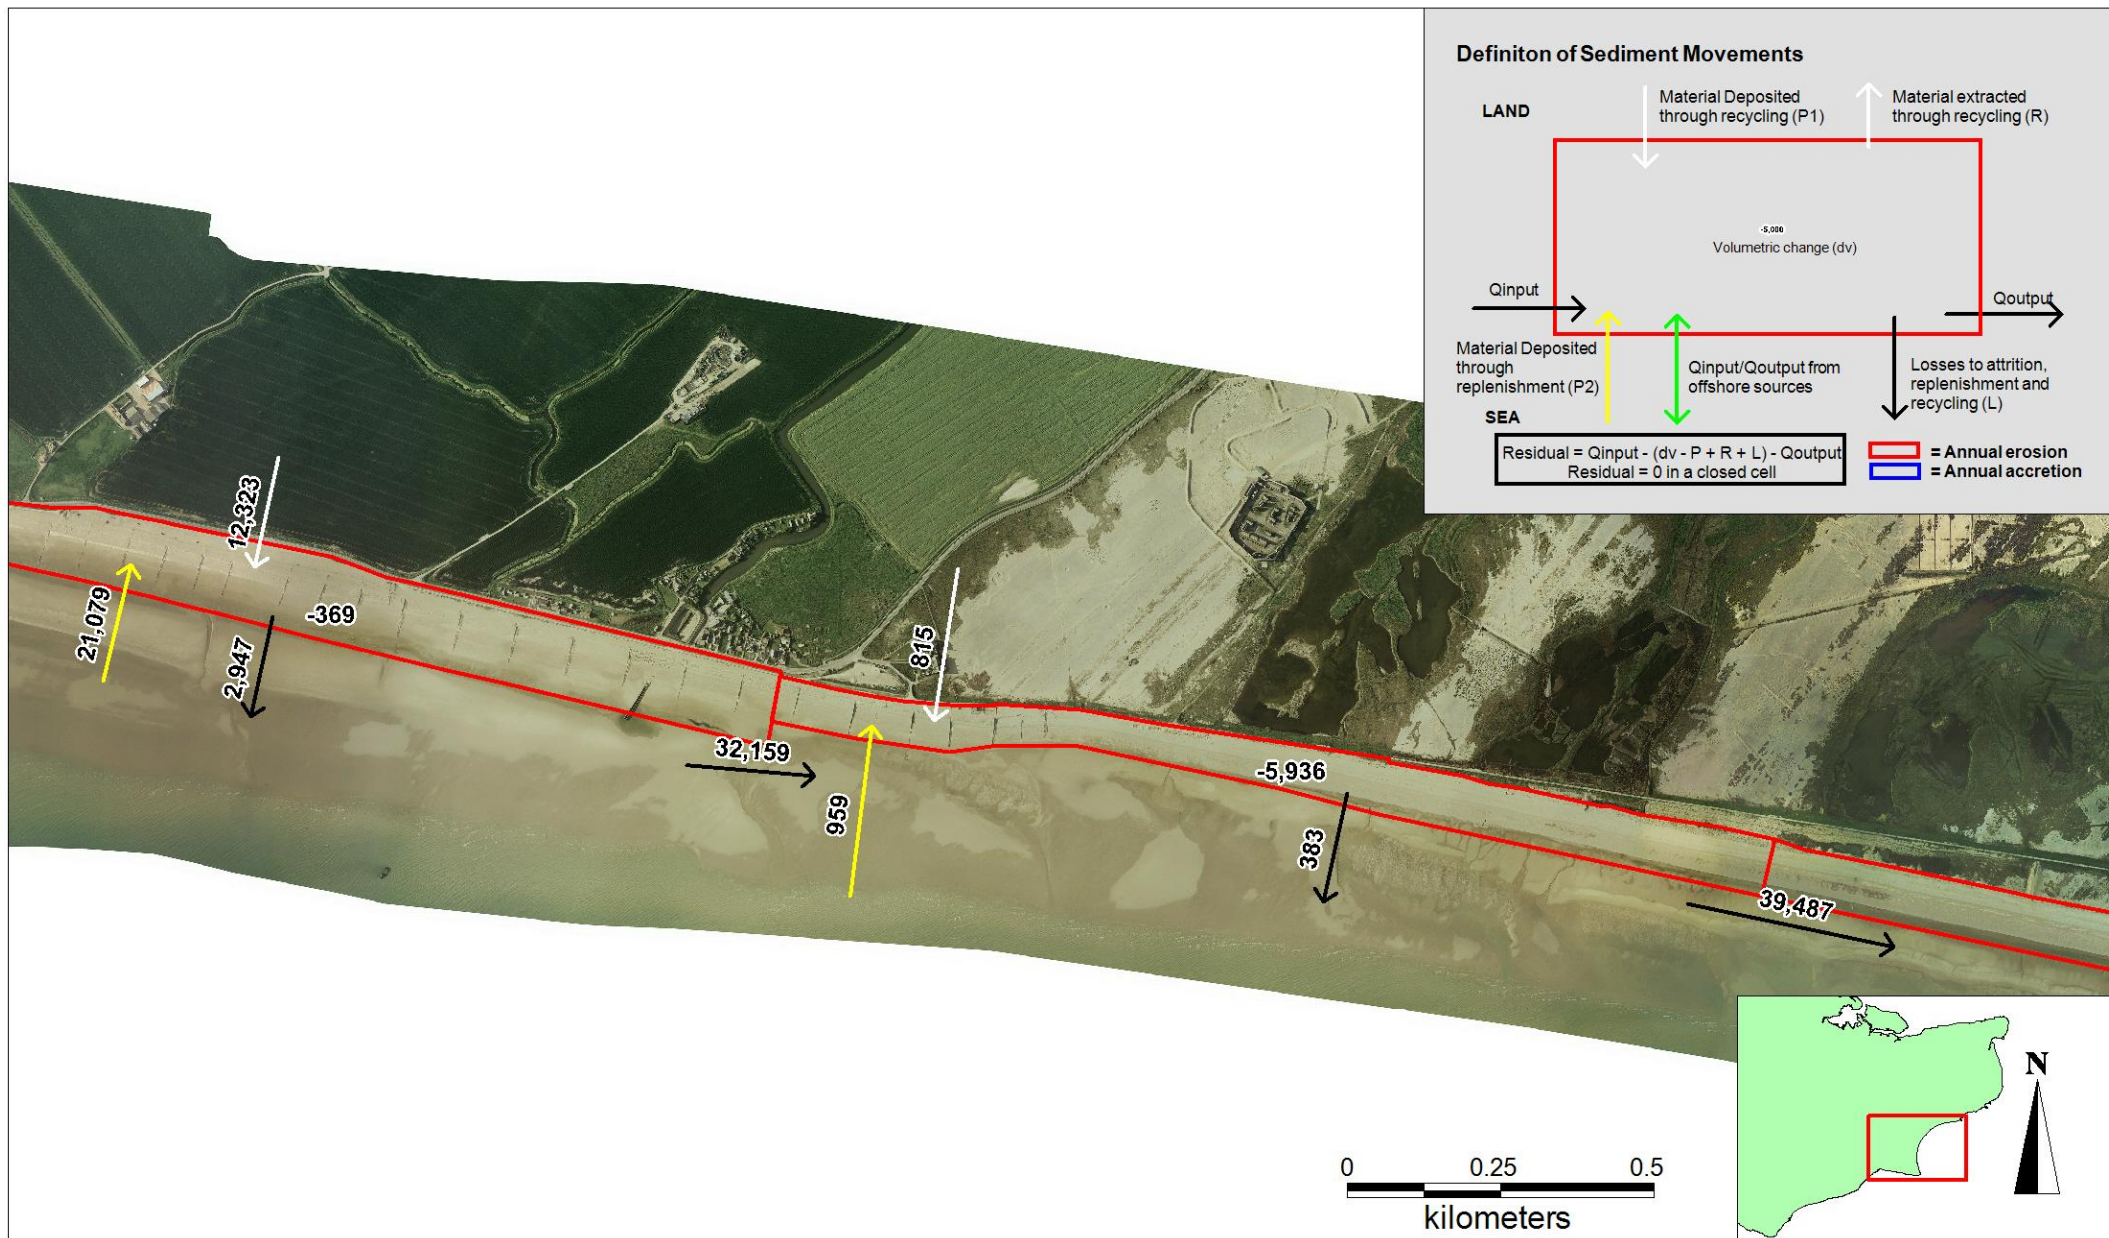 Definiton of Sediment Movements
LAND
Material Deposited
through recycling (P1)
Material extracted
through recycling (R)
-5,000
Volumetric change (dv)
Qinput
Qoutput
Material Deposited
through
replenishment (P2)
Qinput/Qoutput from
offshore sources
Losses to attrition,
replenishment and
recycling (L)
SEA
Residual = Qinput - (dv - P + R + L) - Qoutput
Residual = 0 in a closed cell
= Annual erosion
= Annual accretion
12,323
21,079
-369
2,947
815
32,159
959
-5,936
383
39,487
N
0 0.25 0.5
kilometers